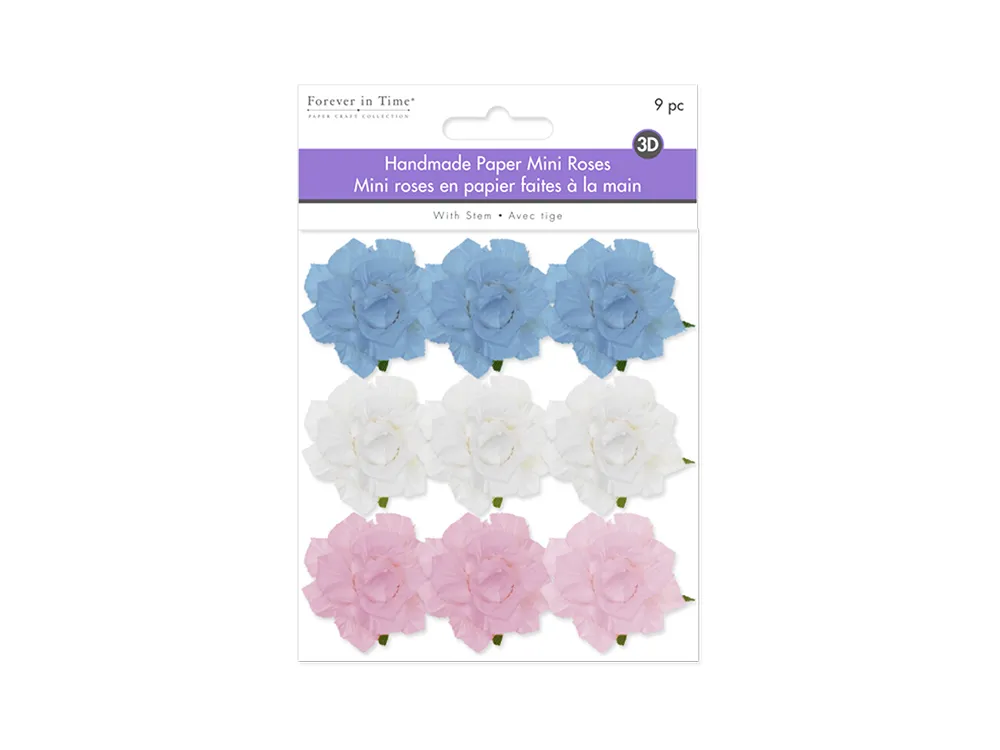 Forever in Time®
PAPER CRAFT COLLECTION
9 pc
3D
Handmade Paper Mini Roses
Mini roses en papier faites à la main
With Stem • Avec tige